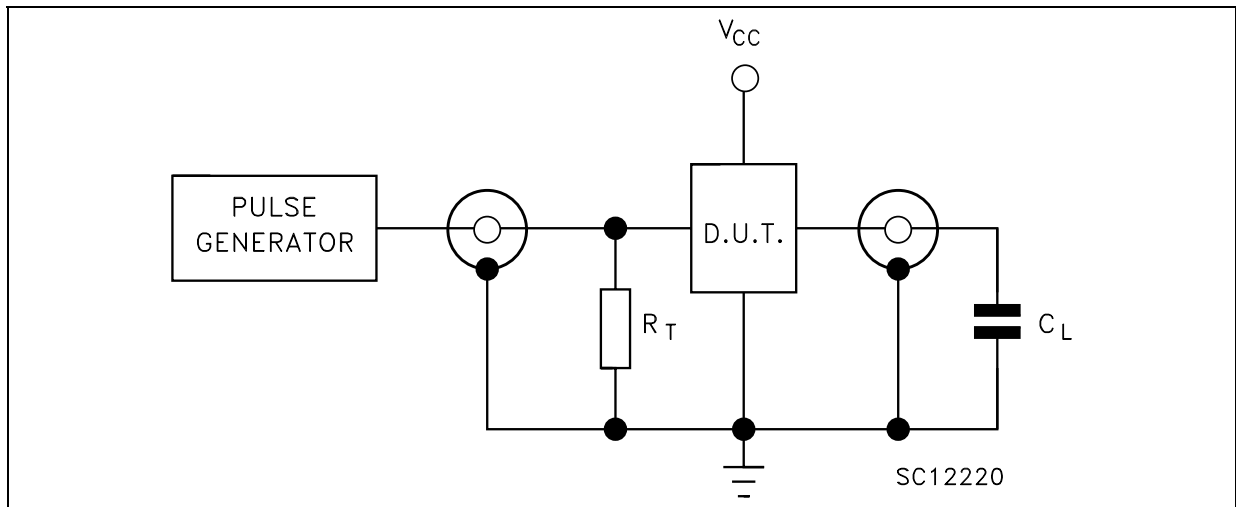 VCC
PULSE
GENERATOR
D.U.T.
RT
CL
SC12220